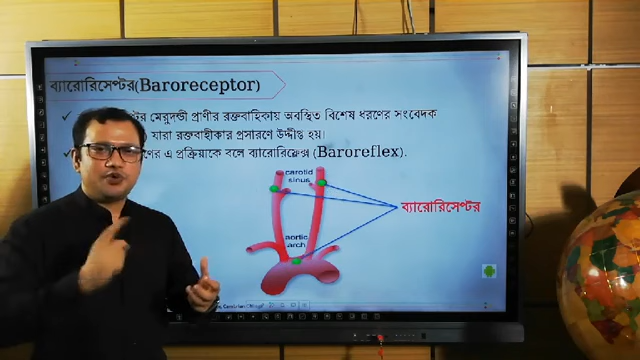 ব্যারোরিসেপ্টর(Baroreceptor)
মেরুদন্ডী প্রাণীর রক্তবাহিকায় অবস্থিত বিশেষ ধরণের সংবেদক
যারা রক্তবাহীকার প্রসারণে উদ্দীপ্ত হয়।
এ প্রক্রিয়াকে বলে ব্যারোরিফ্লেক্স (Baroreflex).
carotid
sinus
ব্যারোরিসেপ্টর
aortic
arch